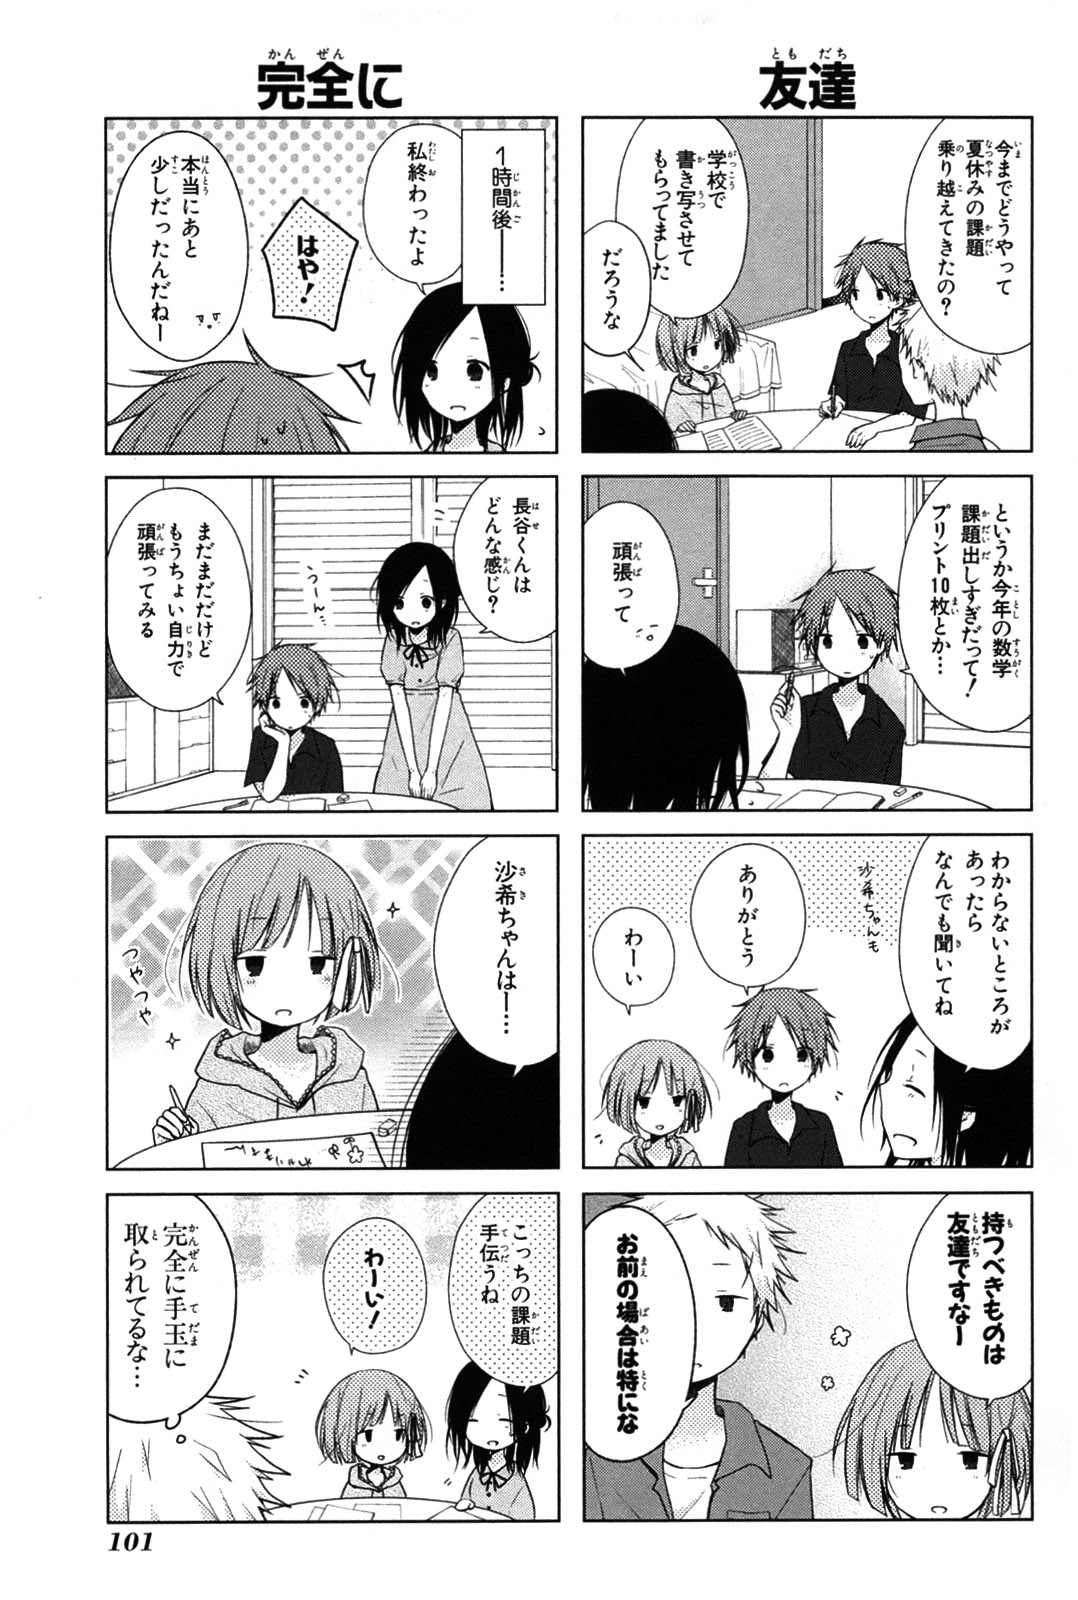 友達
今までどうやって
夏休みの課題
乗り越えてきたの？
学校で
書き写させて
もらってました
だろうな
というか今年の数学
課題出しすぎだって！
プリント10枚とか…
頑張って
わからないところが
あったら
なんでも聞いてね
沙希ちゃんも
ありがとう
わーい
持つべきものは
友達ですなー
お前の場合は特にな
完全に
1時間後――…
私終わったよ
はや！
本当にあと
少しだったんだねー
長谷くんは
どんな感じ？
うーん…
まだまだだけど
もうちょい自力で
頑張ってみる
沙希ちゃんはー…
つやつや
こっちの課題
手伝うね
わーい！
完全に手玉に
取られてるな…
101